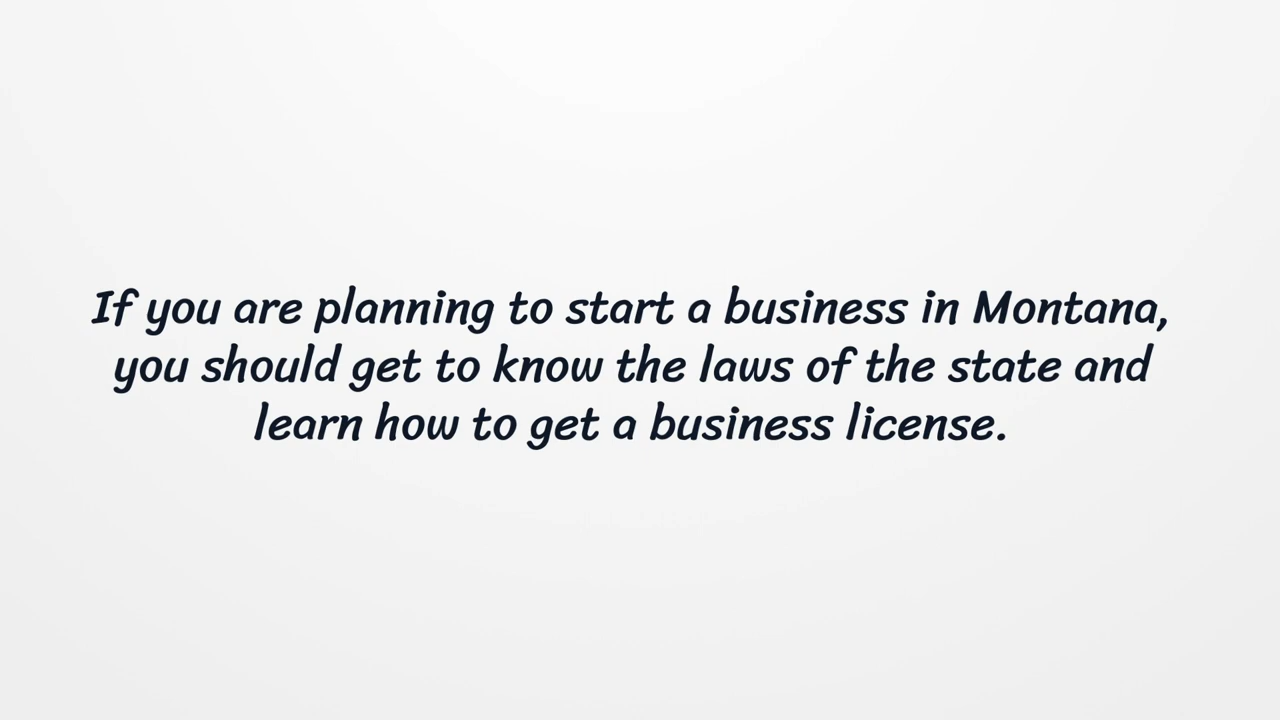 If you are planning to start a business in Montana,
you should get to know the laws of the state and
learn how to get a business license.